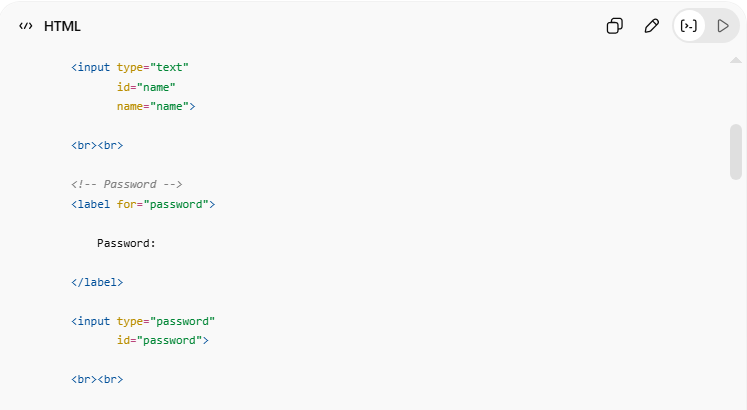 HTML
<input type="text"
id="name"
name="name">
<br><br>
<!-- Password -->
<label for="password">
Password:
</label>
<input type="password"
id="password">
<br><br>